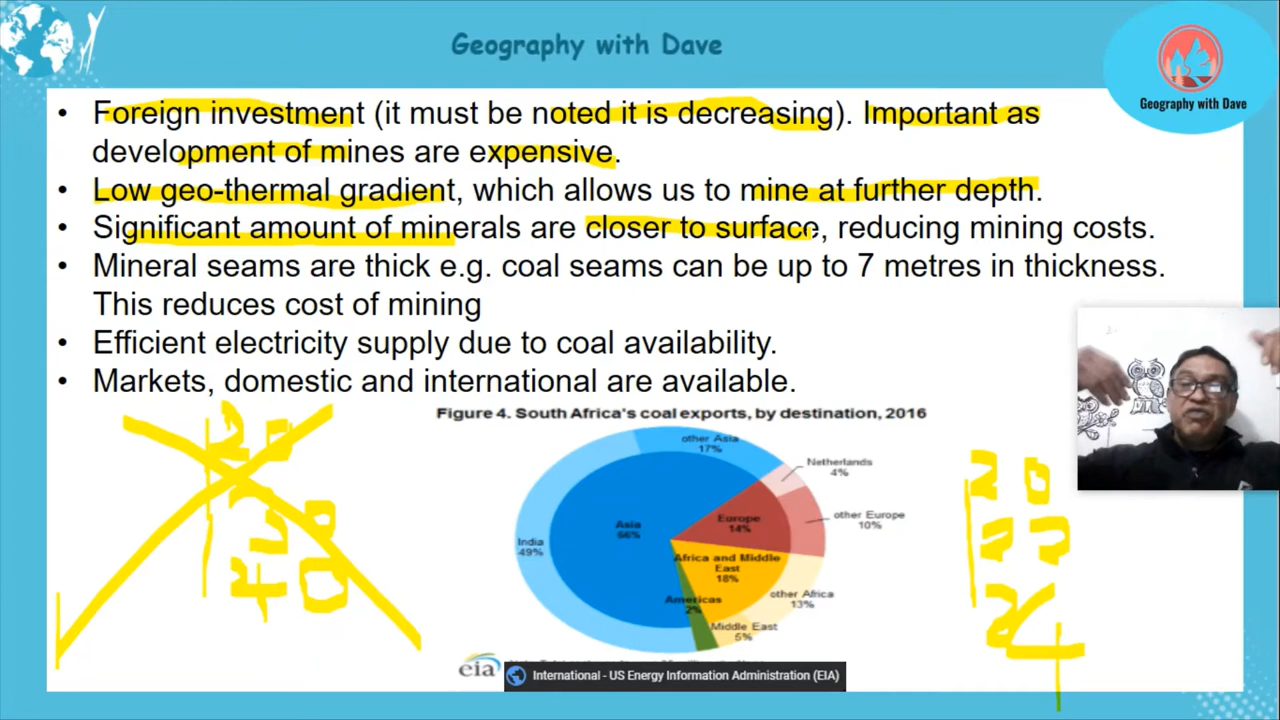 Geography with Dave
Geography with Dave
• Foreign investment (it must be noted it is decreasing). Important as
development of mines are expensive.
• Low geo-thermal gradient, which allows us to mine at further depth.
• Significant amount of minerals are closer to surface, reducing mining costs.
• Mineral seams are thick e.g. coal seams can be up to 7 metres in thickness.
This reduces cost of mining
• Efficient electricity supply due to coal availability.
• Markets, domestic and international are available.
Figure 4. South Africa's coal exports, by destination, 2016
other Asia
17%
Netherlands
4%
Europe
14%
other Europe
10%
Asia
66%
India
49%
Africa and Middle
East
18%
other Africa
13%
Americas
2%
Middle East
5%
eia
International - US Energy Information Administration (EIA)
20
24